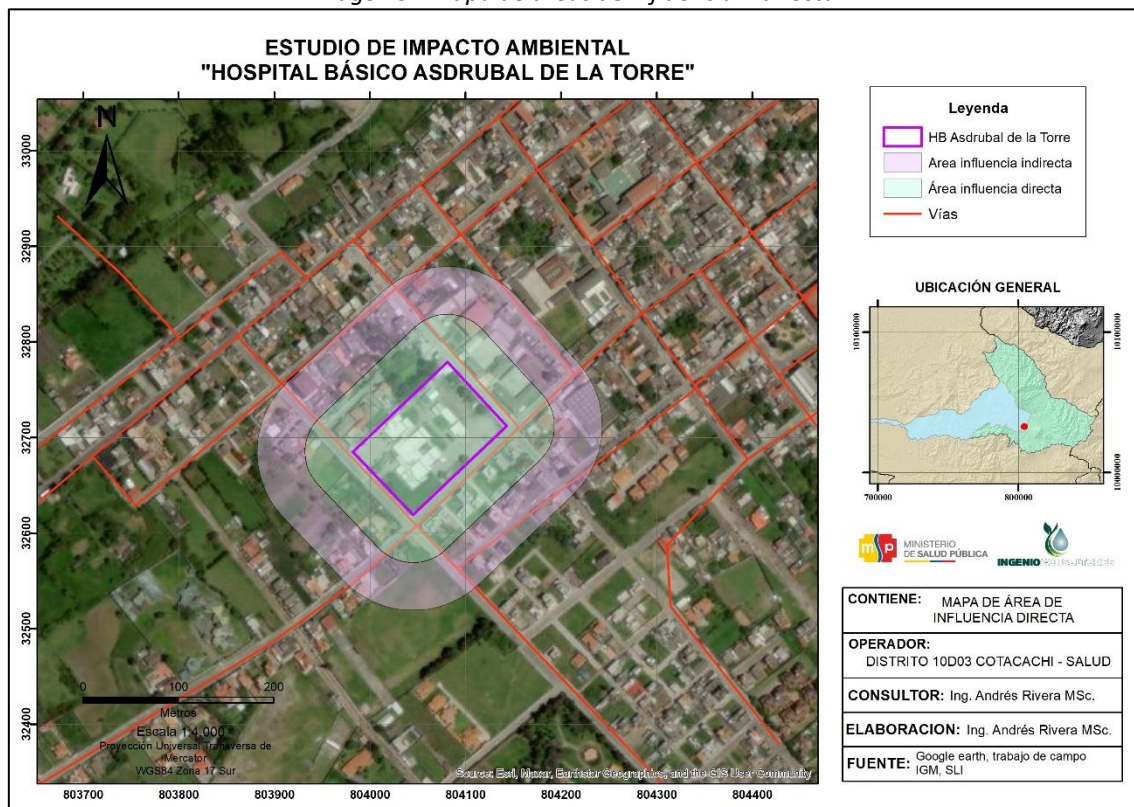 ESTUDIO DE IMPACTO AMBIENTAL
"HOSPITAL BÁSICO ASDRUBAL DE LA TORRE"
N
33000
32900
32800
32700
32600
32500
32400
803700
803800
803900
804000
804100
804200
804300
804400
0 100 200
Metros
Escala 1:4.000
Proyección Universal Transversa de
Mercator
WGS84 Zona 17 Sur
Source: Esri, Maxar, Earthstar Geographics, and the GIS User Community
Leyenda
HB Asdrubal de la Torre
Area influencia indirecta
Área influencia directa
Vías
UBICACIÓN GENERAL
10100000
10100000
10000000
10000000
700000
800000
msp
MINISTERIO
DE SALUD PÚBLICA
INGENIO
CONTIENE: MAPA DE ÁREA DE
INFLUENCIA DIRECTA
OPERADOR:
DISTRITO 10D03 COTACACHI - SALUD
CONSULTOR: Ing. Andrés Rivera MSc.
ELABORACION: Ing. Andrés Rivera MSc.
FUENTE: Google earth, trabajo de campo
IGM, SLI